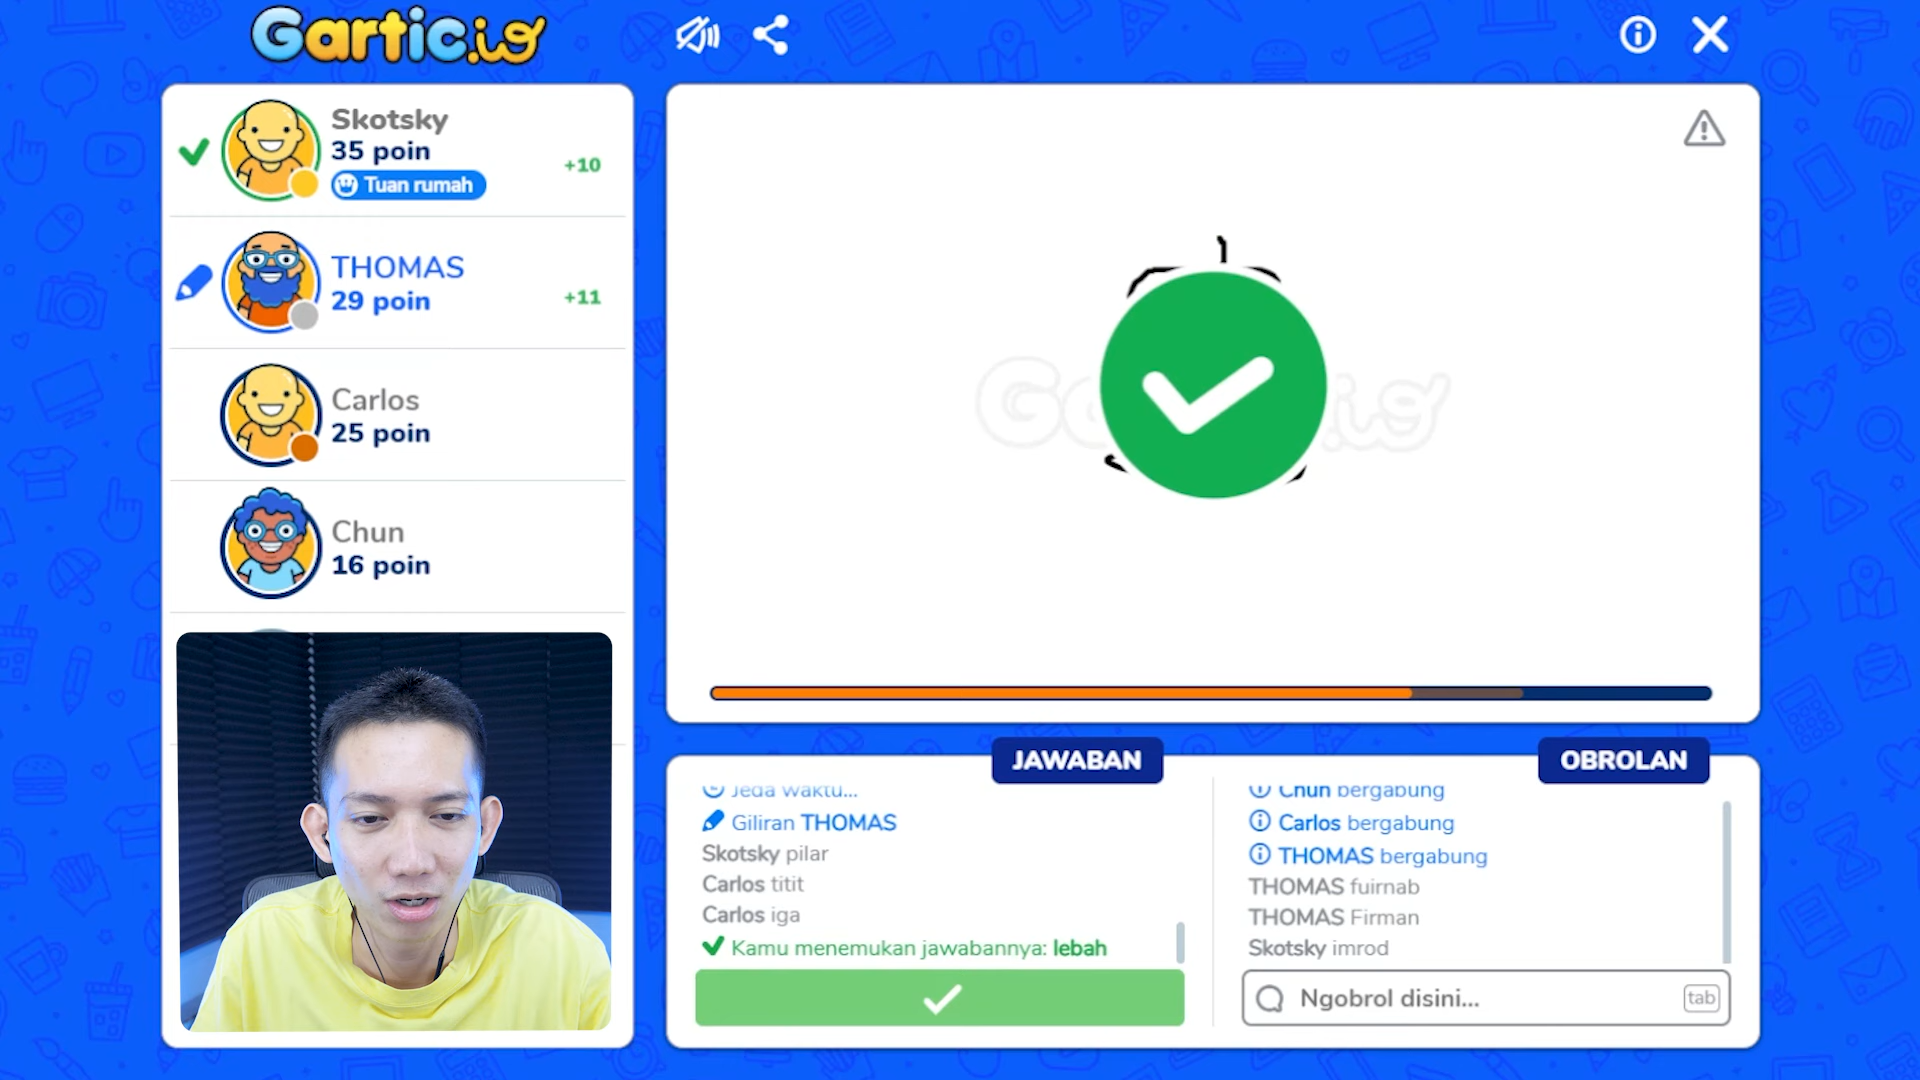 Gartic.io
Skotsky
35 poin
Tuan rumah
+10
THOMAS
29 poin
+11
Carlos
25 poin
Chun
16 poin
JAWABAN
Jeda waktu...
Giliran THOMAS
Skotsky pilar
Carlos titit
Carlos iga
Kamu menemukan jawabannya: lebah
OBROLAN
Chun bergabung
Carlos bergabung
THOMAS bergabung
THOMAS fuirnab
THOMAS Firman
Skotsky imrod
Ngobrol disini...
tab